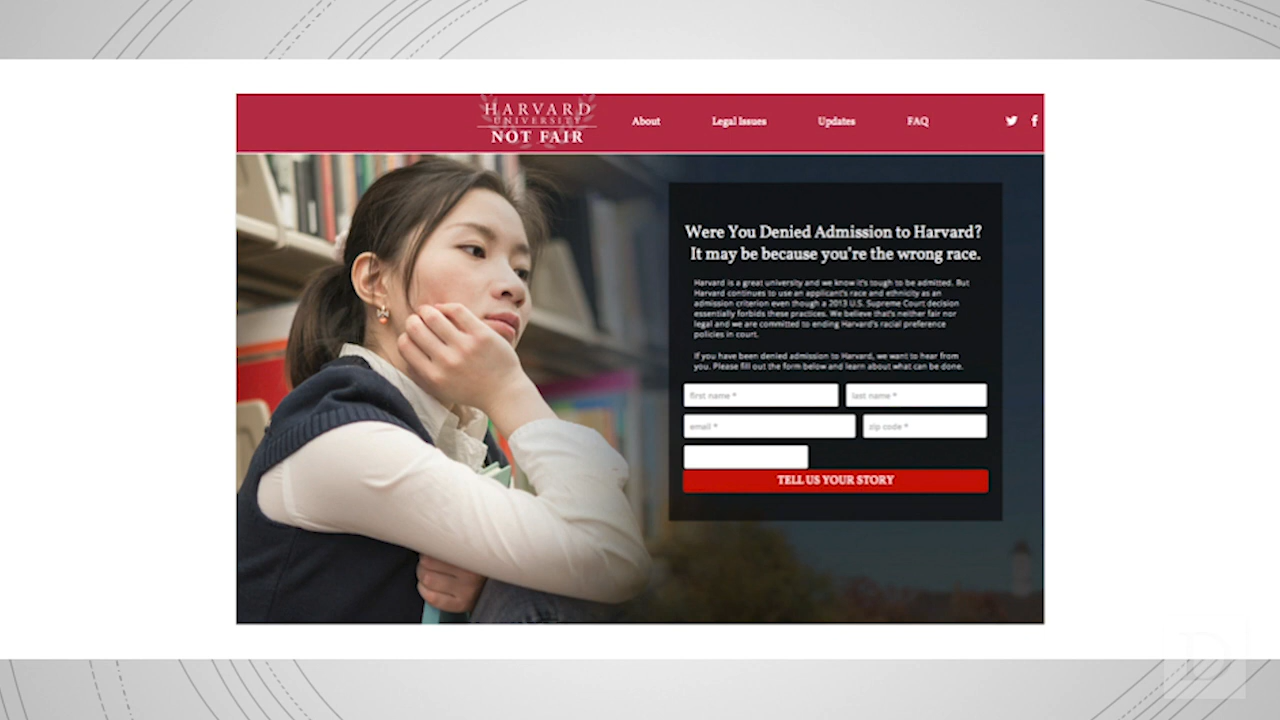 HARVARD
UNIVERSITY
NOT FAIR
About
Legal Issues
Updates
FAQ
Were You Denied Admission to Harvard?
It may be because you're the wrong race.
Harvard is a great university and we know it's tough to be admitted. But
Harvard continues to use an applicant's race and ethnicity as an
admission criterion even though a 2013 U.S. Supreme Court decision
essentially forbids these practices. We believe that's neither fair nor
legal and we are committed to ending Harvard's racial preference
policies in court.
If you have been denied admission to Harvard, we want to hear from
you. Please fill out the form below and learn about what can be done.
first name *
last name *
email *
zip code *
TELL US YOUR STORY
D